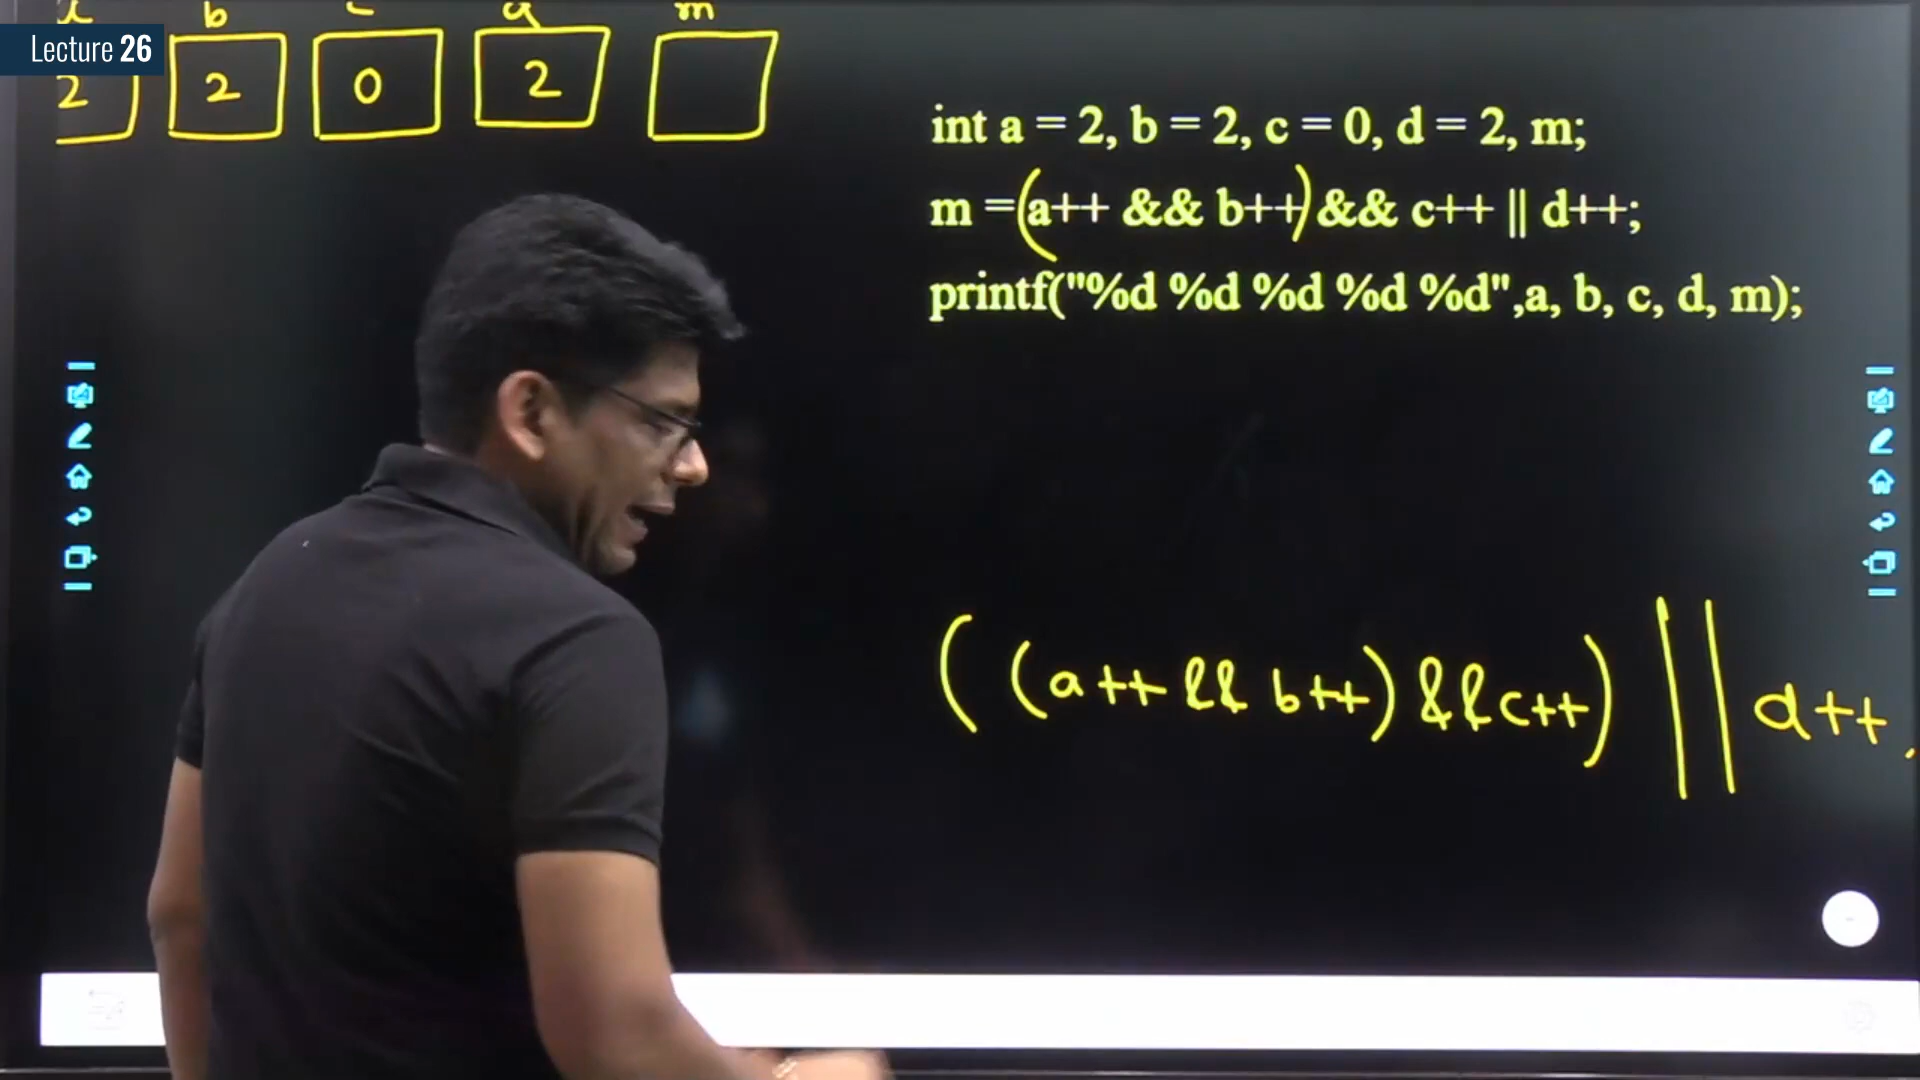 Lecture 26
b c d m
2 2 0 2
int a = 2, b = 2, c = 0, d = 2, m;
m = (a++ && b++) && c++ || d++;
printf("%d %d %d %d %d",a, b, c, d, m);
((a++ && b++) && c++) || d++,